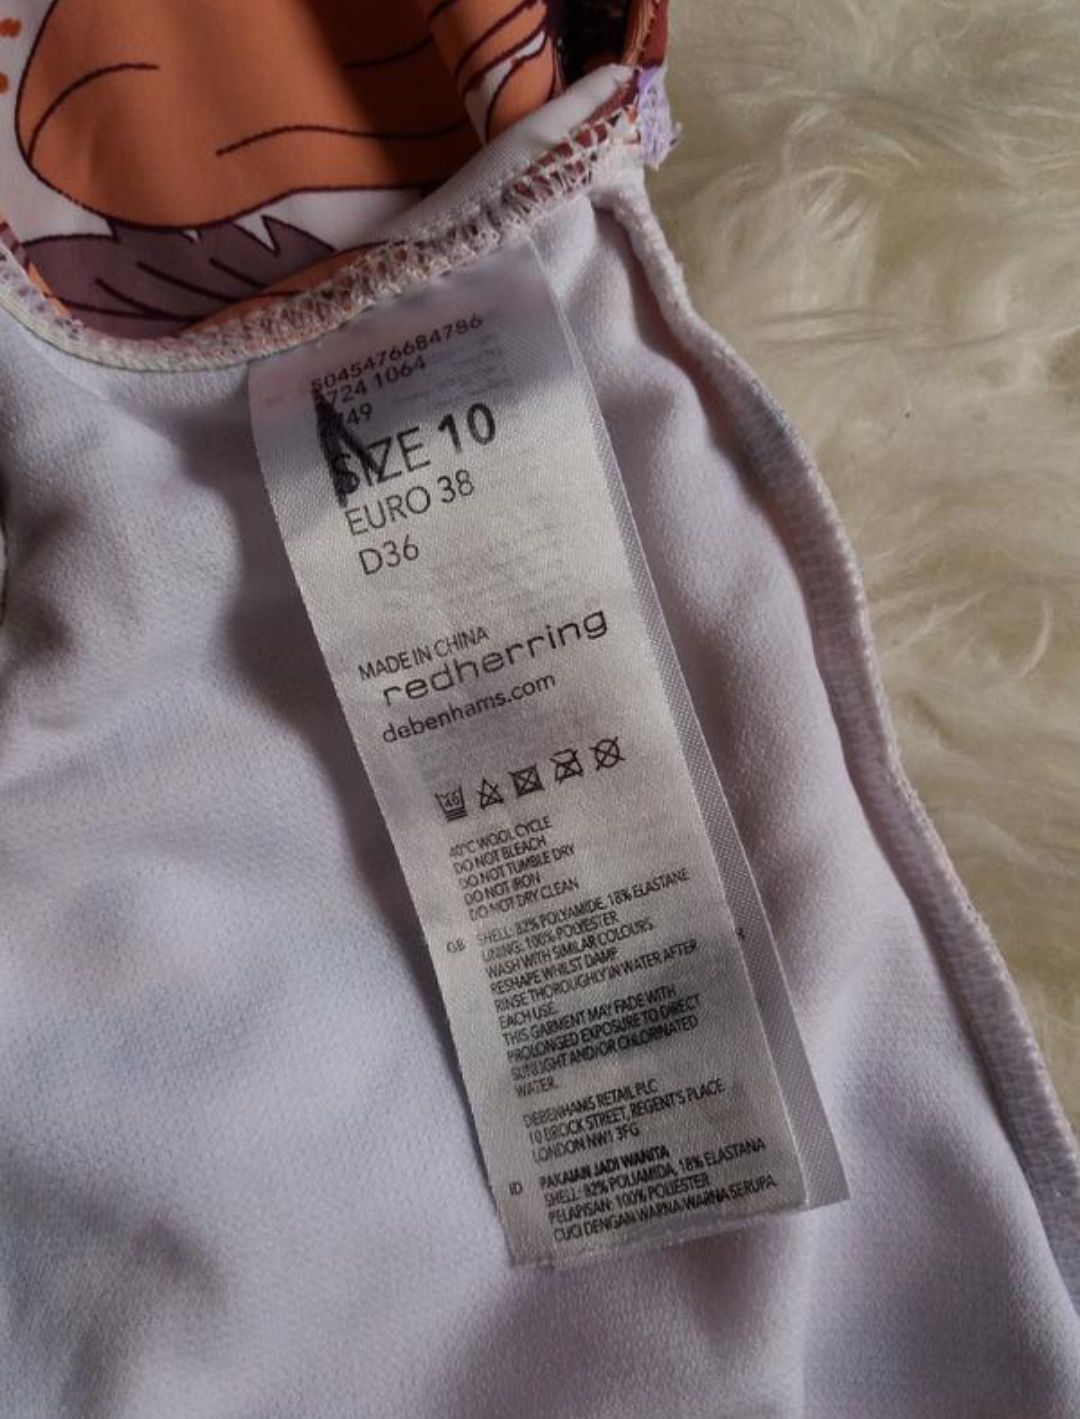 5045476684786
724 1064
49
SIZE 10
EURO 38
D36
MADE IN CHINA
redherring
debenhams.com
40
40°C WOOL CYCLE
DO NOT BLEACH
DO NOT TUMBLE DRY
DO NOT IRON
DO NOT DRY CLEAN
GB SHELL: 82% POLYAMIDE, 18% ELASTANE
LINING: 100% POLYESTER
WASH WITH SIMILAR COLOURS.
RESHAPE WHILST DAMP
RINSE THOROUGHLY IN WATER AFTER
EACH USE.
THIS GARMENT MAY FADE WITH
PROLONGED EXPOSURE TO DIRECT
SUNLIGHT AND/OR CHLORINATED
WATER.
DEBENHAMS RETAIL PLC
10 BROCK STREET, REGENT'S PLACE
LONDON NW1 3FG
ID PAKAIAN JADI WANITA
SHELL: 82% POLIAMIDA, 18% ELASTANA
PELAPISAN: 100% POLIESTER
CUCI DENGAN WARNA-WARNA SERUPA.